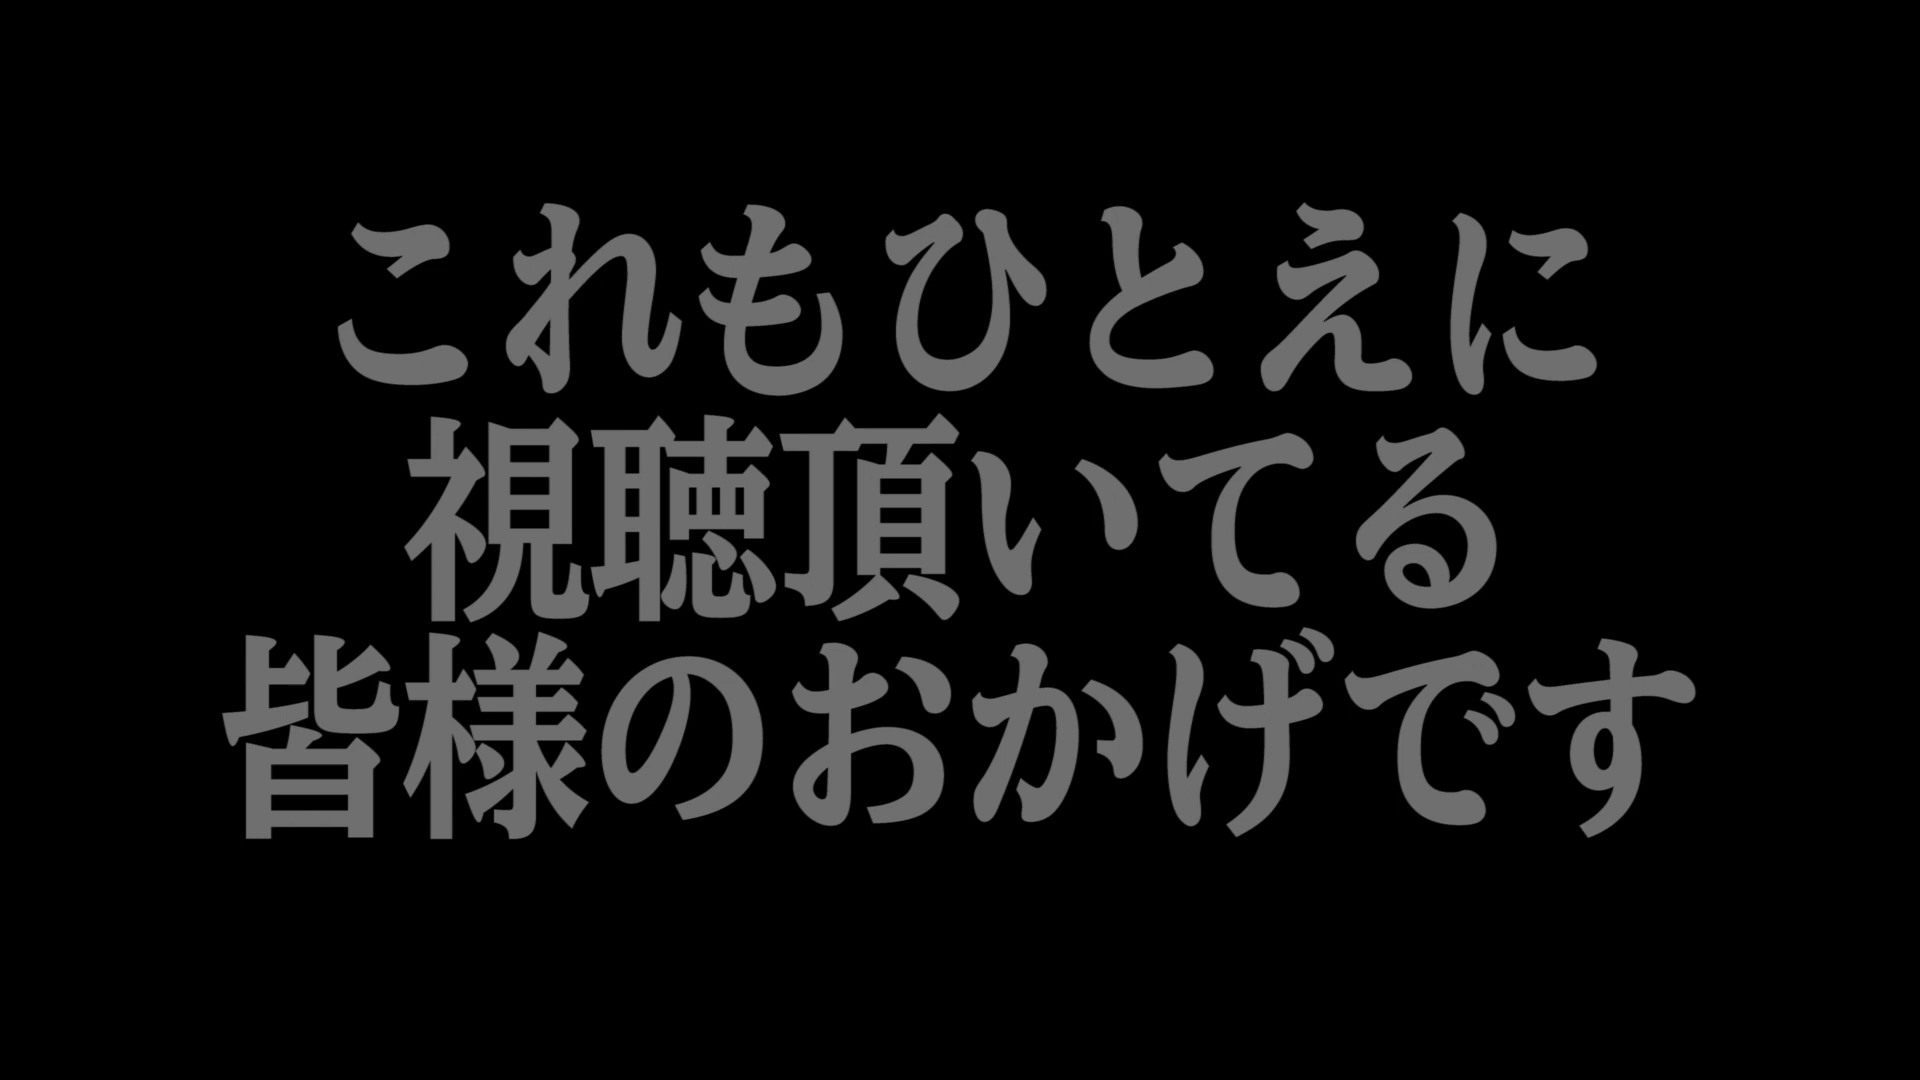 これもひとえに
視聴頂いてる
皆様のおかげです